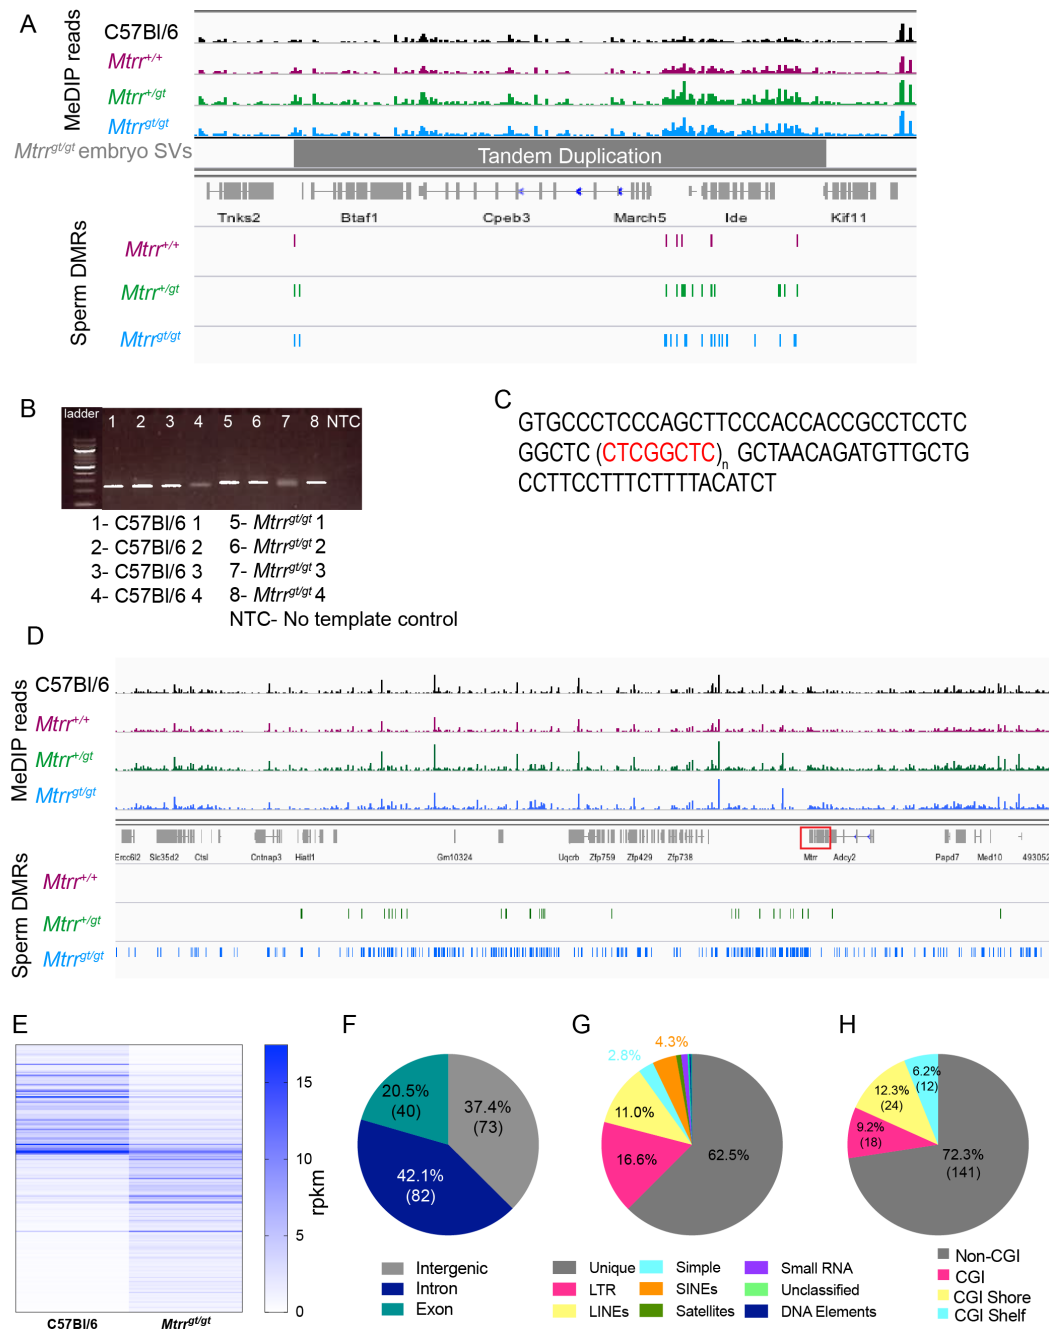 A
MeDIP reads
C57Bl/6
Mtrr+/+
Mtrr+/gt
Mtrrgt/gt
Mtrrgt/gt embryo SVs
Tandem Duplication
Tnks2 Btaf1 Cpeb3 March5 Ide Kif11
Sperm DMRs
Mtrr+/+
Mtrr+/gt
Mtrrgt/gt
B
ladder 1 2 3 4 5 6 7 8 NTC
1- C57Bl/6 1 5- Mtrrgt/gt 1
2- C57Bl/6 2 6- Mtrrgt/gt 2
3- C57Bl/6 3 7- Mtrrgt/gt 3
4- C57Bl/6 4 8- Mtrrgt/gt 4
NTC- No template control
C
GTGCCCTCCCAGCTTCCCACCACCGCCTCCTC
GGCTC (CTCGGCTC)n GCTAACAGATGTTGCTG
CCTTCCTTTCTTTTACATCT
D
MeDIP reads
C57Bl/6
Mtrr+/+
Mtrr+/gt
Mtrrgt/gt
Ercc6l2 Slc35d2 Ctsl Cntnap3 Hiatl1 Gm10324 Uqcrb Zfp759 Zfp429 Zfp738 Mtrr Adcy2 Papd7 Med10 493052
Sperm DMRs
Mtrr+/+
Mtrr+/gt
Mtrrgt/gt
E
15
10
5
0
rpkm
C57Bl/6 Mtrrgt/gt
F
20.5%
(40)
37.4%
(73)
42.1%
(82)
Intergenic
Intron
Exon
G
2.8%
4.3%
11.0%
16.6%
62.5%
Unique Simple Small RNA
LTR SINEs Unclassified
LINEs Satellites DNA Elements
H
6.2%
(12)
12.3%
(24)
9.2%
(18)
72.3%
(141)
Non-CGI
CGI
CGI Shore
CGI Shelf